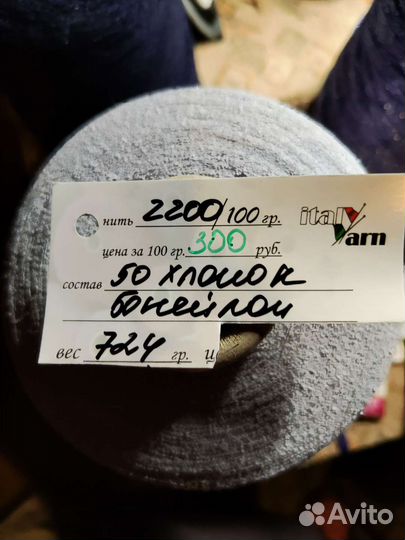 нить 2200/100 гр.
italy yarn
цена за 100 гр. 300 руб.
состав 50 хлопок
50 нейлон
вес 724 гр. ц
Avito